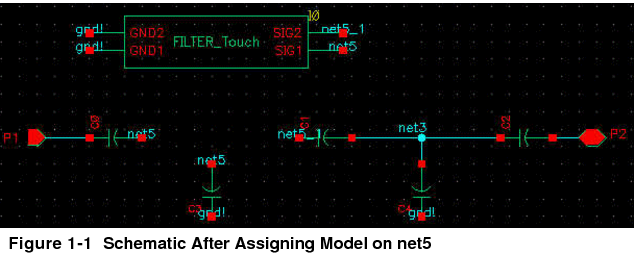 I0
gnd! GND2 SIG2 net5_1
gnd! GND1 FILTER_Touch SIG1 net5
P1 C0 net5 net5_1 C1 net3 C2 P2
net5
C3 C4
gnd! gnd!
Figure 1-1 Schematic After Assigning Model on net5